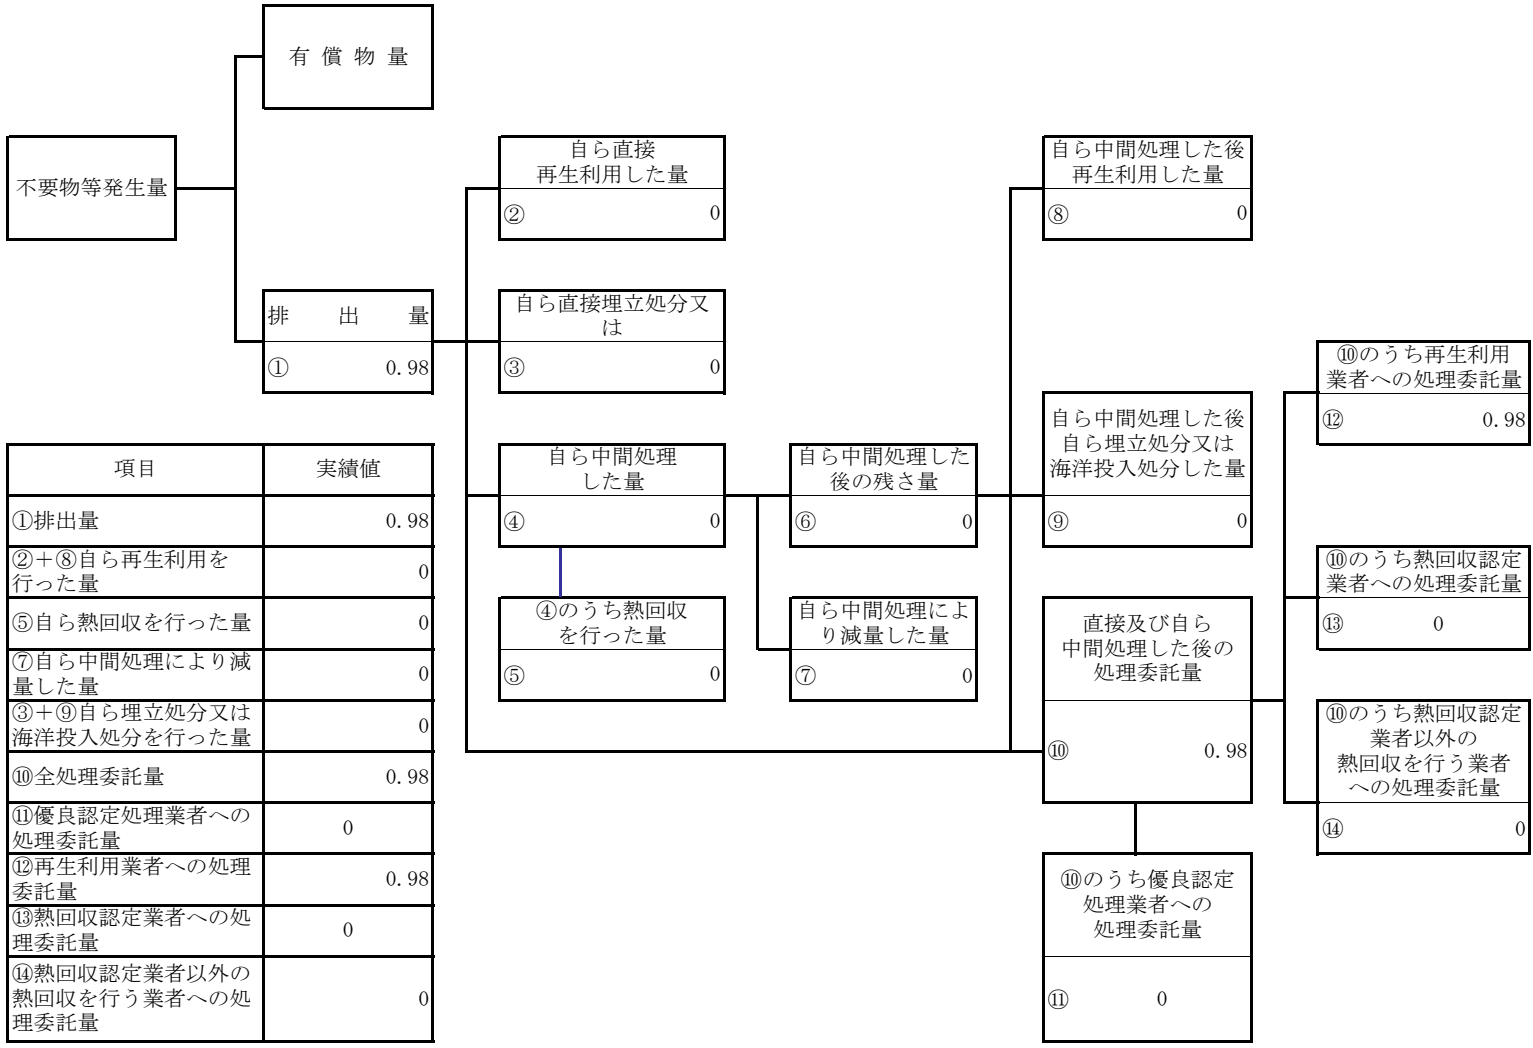 有 償 物 量
不要物等発生量
排 出 量
① 0.98
自ら直接
再生利用した量
② 0
自ら直接埋立処分又
は
③ 0
自ら中間処理
した量
④ 0
④のうち熱回収
を行った量
⑤ 0
自ら中間処理した
後の残さ量
⑥ 0
自ら中間処理によ
り減量した量
⑦ 0
自ら中間処理した後
再生利用した量
⑧ 0
自ら中間処理した後
自ら埋立処分又は
海洋投入処分した量
⑨ 0
直接及び自ら
中間処理した後の
処理委託量
⑩ 0.98
⑩のうち優良認定
処理業者への
処理委託量
⑪ 0
⑩のうち再生利用
業者への処理委託量
⑫ 0.98
⑩のうち熱回収認定
業者への処理委託量
⑬ 0
⑩のうち熱回収認定
業者以外の
熱回収を行う業者
への処理委託量
⑭ 0
項目 実績値
①排出量 0.98
②＋⑧自ら再生利用を
行った量 0
⑤自ら熱回収を行った量 0
⑦自ら中間処理により減
量した量 0
③＋⑨自ら埋立処分又は
海洋投入処分を行った量 0
⑩全処理委託量 0.98
⑪優良認定処理業者への
処理委託量 0
⑫再生利用業者への処理
委託量 0.98
⑬熱回収認定業者への処
理委託量 0
⑭熱回収認定業者以外の
熱回収を行う業者への処
理委託量 0